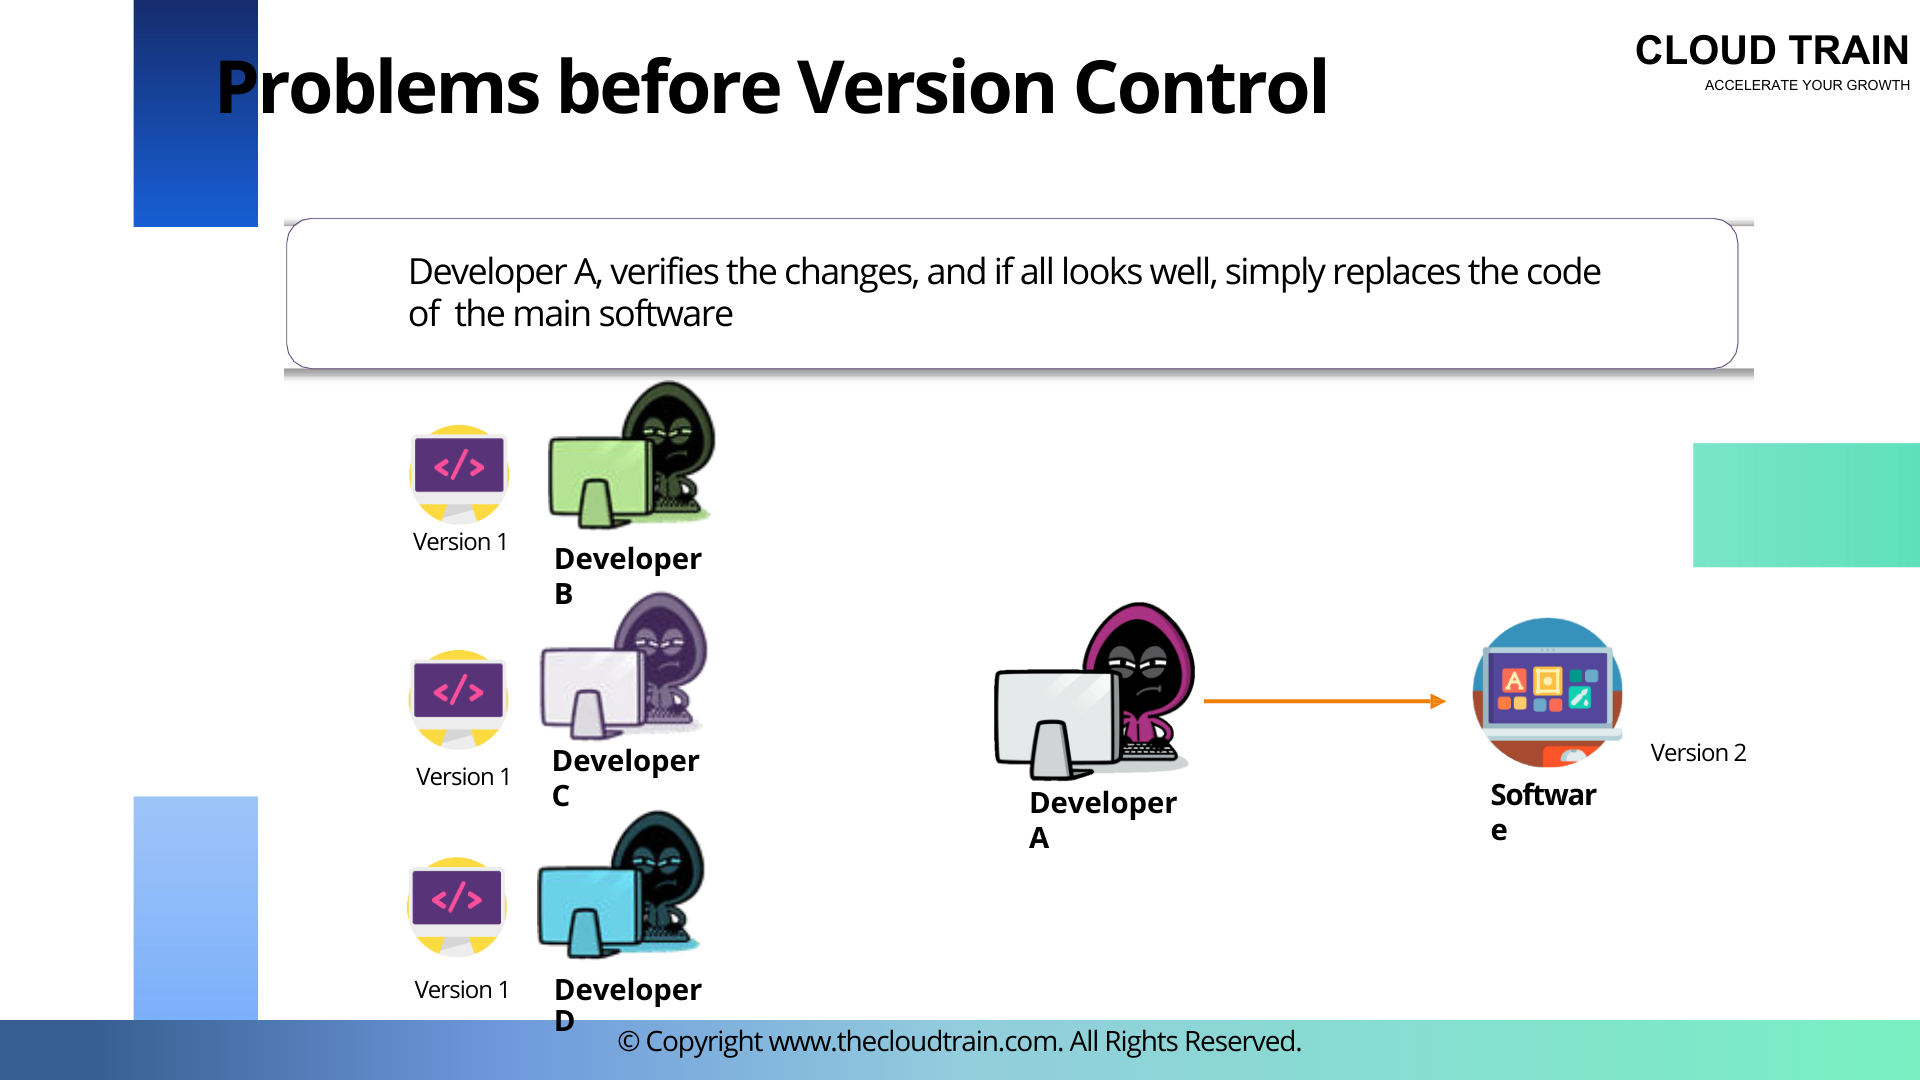 Problems before Version Control
CLOUD TRAIN
ACCELERATE YOUR GROWTH
Developer A, verifies the changes, and if all looks well, simply replaces the code
of  the main software
</>
Version 1
Developer
B
</>
Version 1
Developer
C
</>
Version 1
Developer
D
Developer
A
A
Version 2
Softwar
e
© Copyright www.thecloudtrain.com. All Rights Reserved.